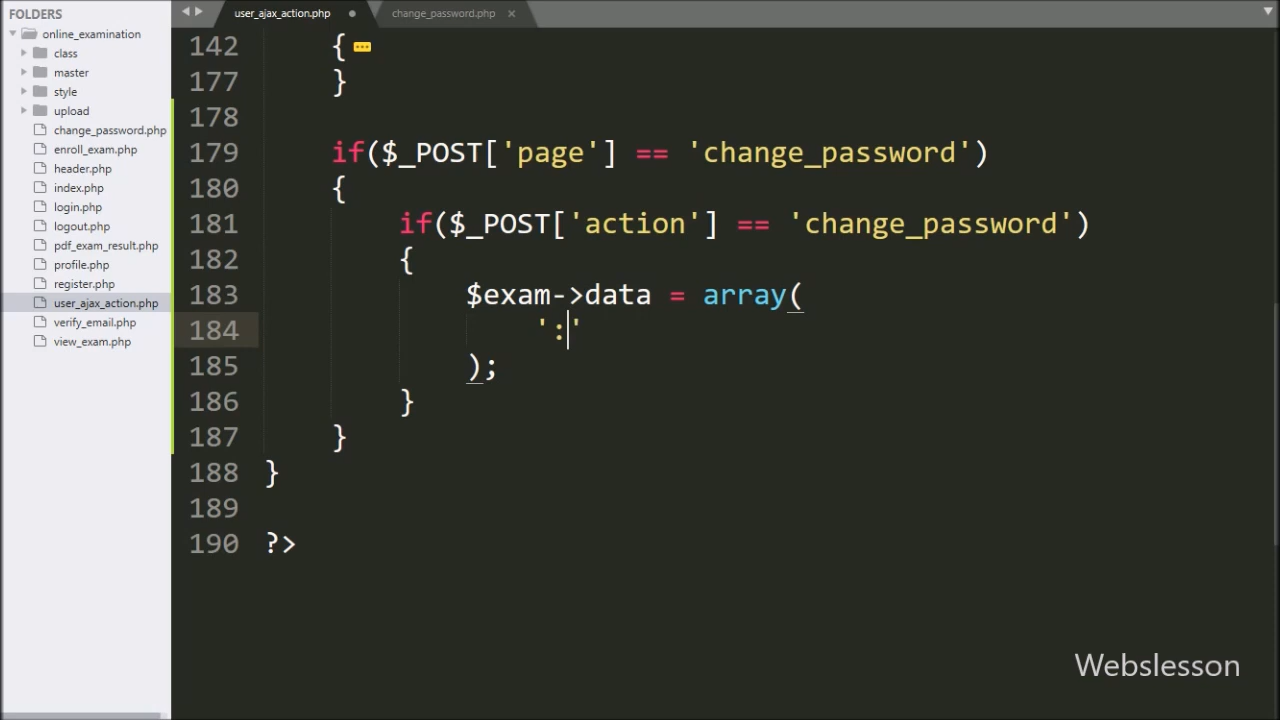 FOLDERS
online_examination
class
master
style
upload
change_password.php
enroll_exam.php
header.php
index.php
login.php
logout.php
pdf_exam_result.php
profile.php
register.php
user_ajax_action.php
verify_email.php
view_exam.php
user_ajax_action.php change_password.php
142 {
177 }
178
179 if($_POST['page'] == 'change_password')
180 {
181 if($_POST['action'] == 'change_password')
182 {
183 $exam->data = array(
184 ':'
185 );
186 }
187 }
188 }
189
190 ?>
Webslesson